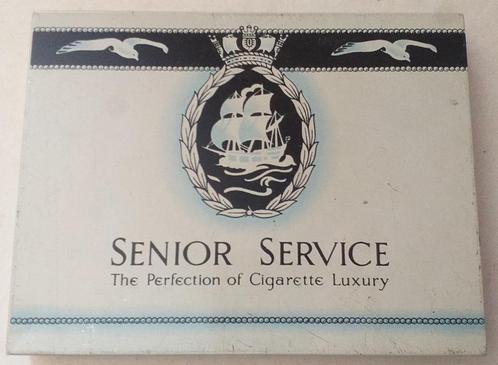 SENIOR SERVICE
The Perfection of Cigarette Luxury